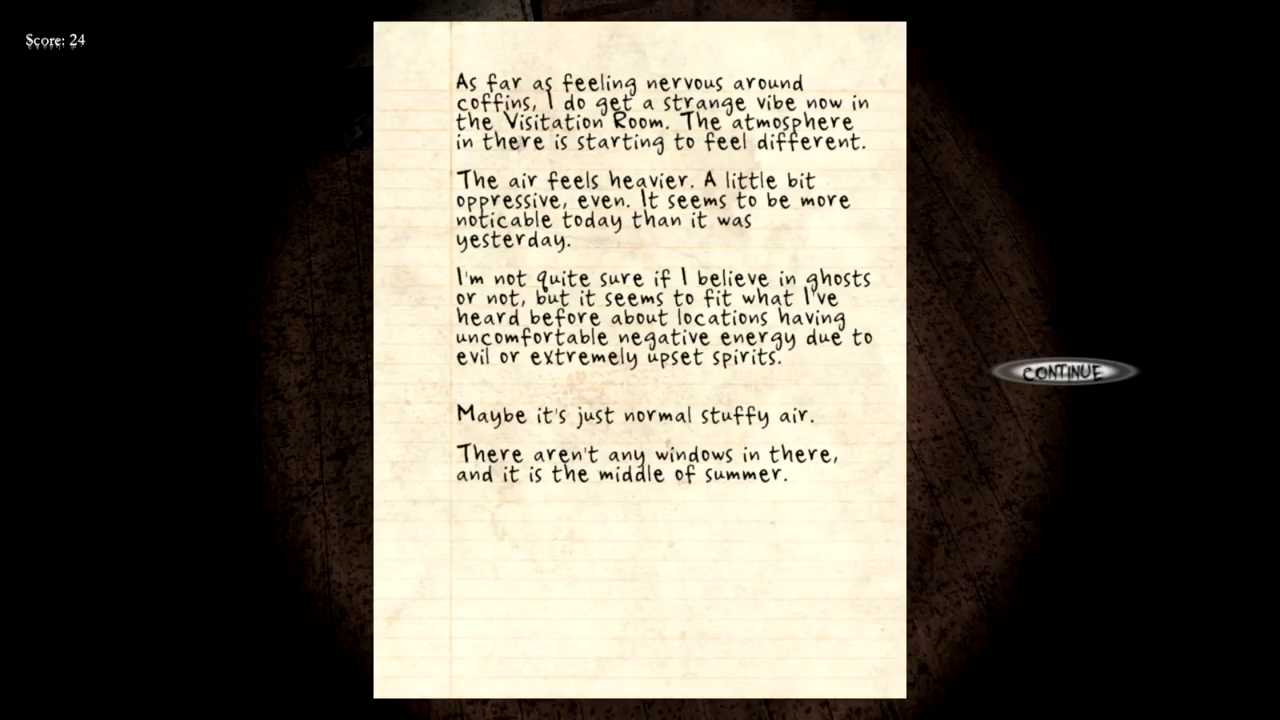 Score: 24
As far as feeling nervous around
coffins, I do get a strange vibe now in
the Visitation Room. The atmosphere
in there is starting to feel different.
The air feels heavier. A little bit
oppressive, even. It seems to be more
noticable today than it was
yesterday.
I'm not quite sure if I believe in ghosts
or not, but it seems to fit what I've
heard before about locations having
uncomfortable negative energy due to
evil or extremely upset spirits.
Maybe it's just normal stuffy air.
There aren't any windows in there,
and it is the middle of summer.
CONTINUE